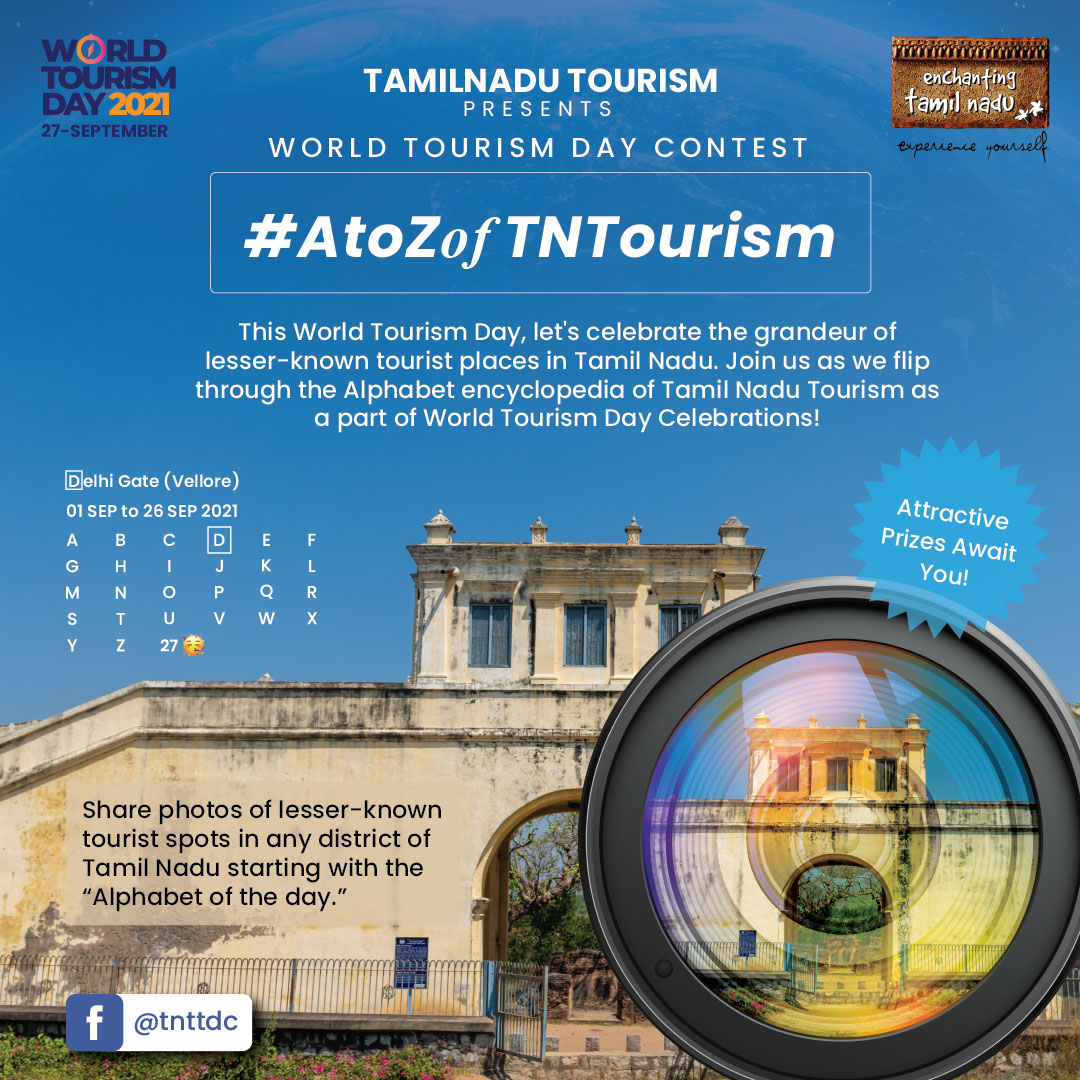 WORLD
TOURISM
DAY 2021
27-SEPTEMBER
TAMILNADU TOURISM
PRESENTS
WORLD TOURISM DAY CONTEST
enchanting
tamil nadu
experience yourself
#AtoZof TNTourism
This World Tourism Day, let's celebrate the grandeur of
lesser-known tourist places in Tamil Nadu. Join us as we flip
through the Alphabet encyclopedia of Tamil Nadu Tourism as
a part of World Tourism Day Celebrations!
Delhi Gate (Vellore)
01 SEP to 26 SEP 2021
A B C D E F
G H I J K L
M N O P Q R
S T U V W X
Y Z 27 🥳
Attractive
Prizes Await
You!
Share photos of lesser-known
tourist spots in any district of
Tamil Nadu starting with the
“Alphabet of the day.”
f @tnttdc